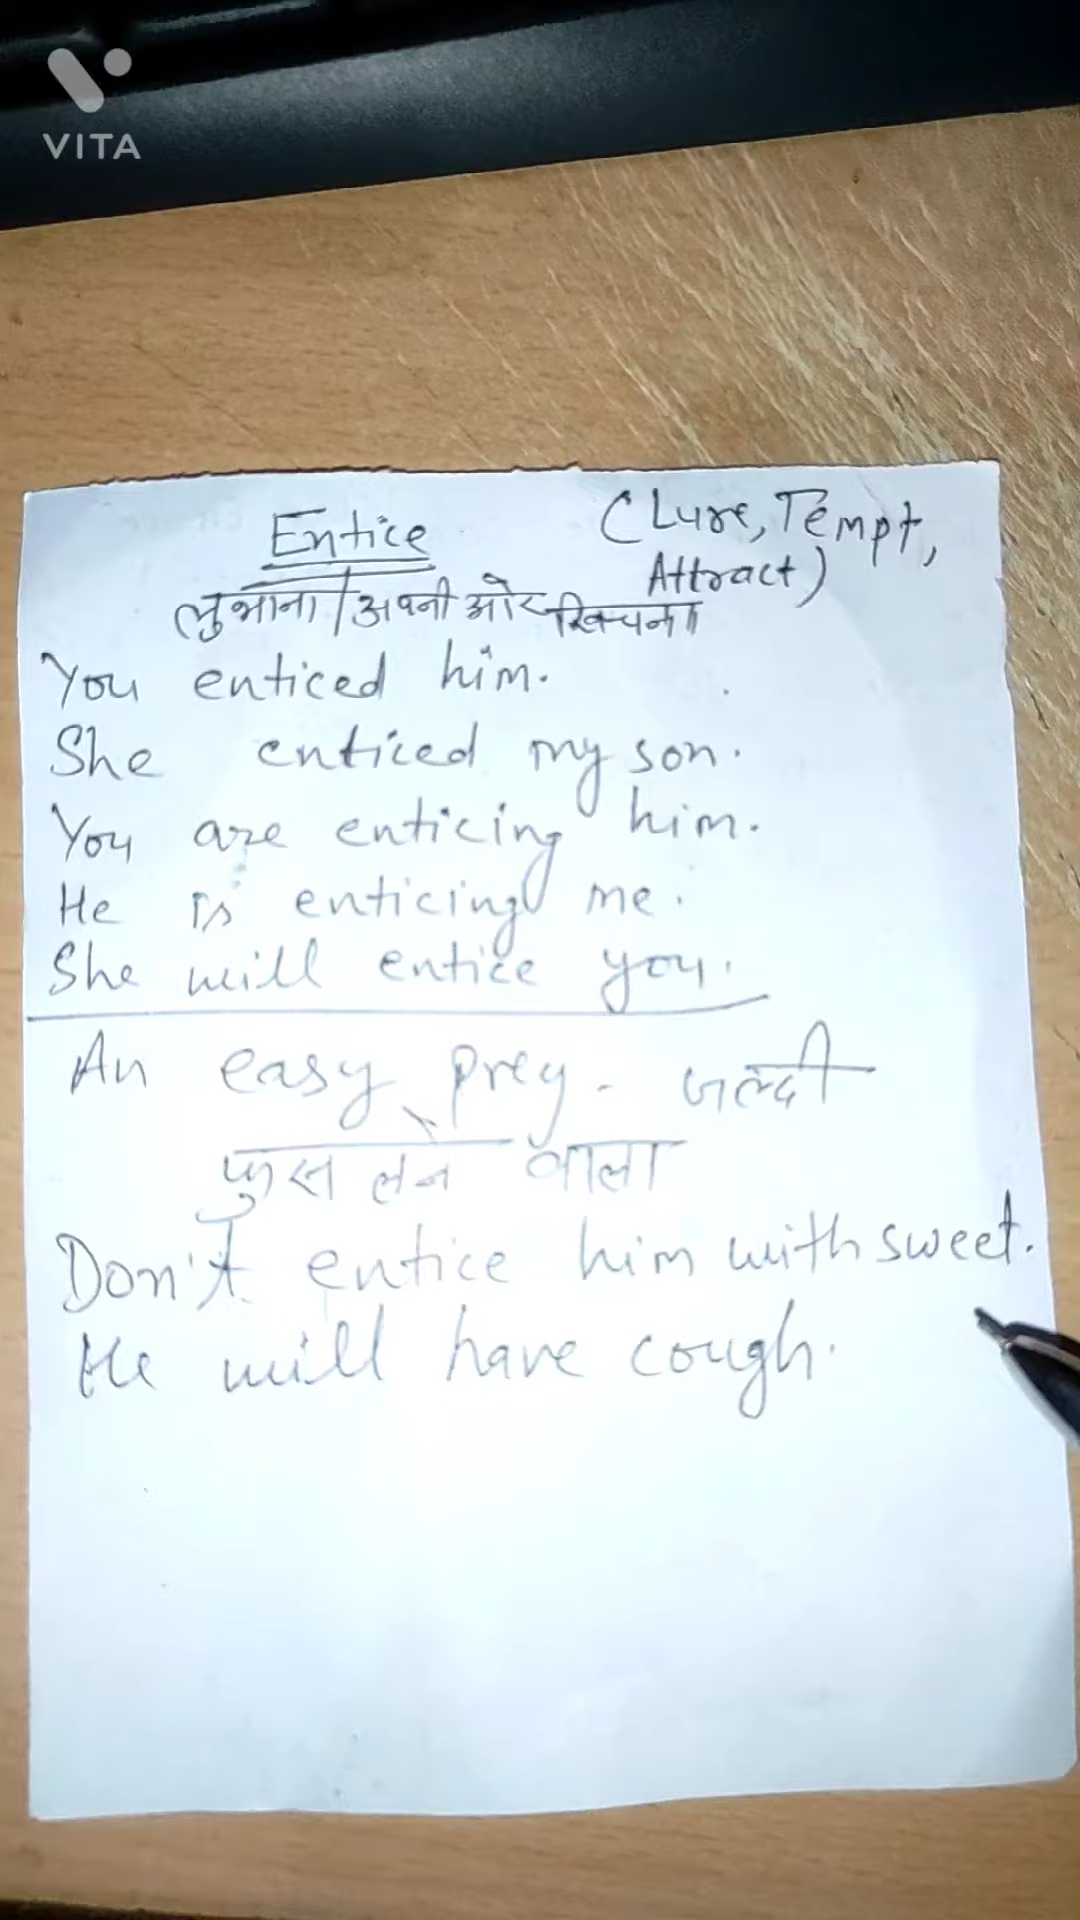 VITA
Entice (Lure, Tempt,
Attract)
लुभाना/अपनी ओर खिचना
You enticed him.
She enticed my son.
You are enticing him.
He is enticing me.
She will entice you.
An easy prey - जल्दी
फुसलने वाला
Don't entice him with sweet.
He will have cough.